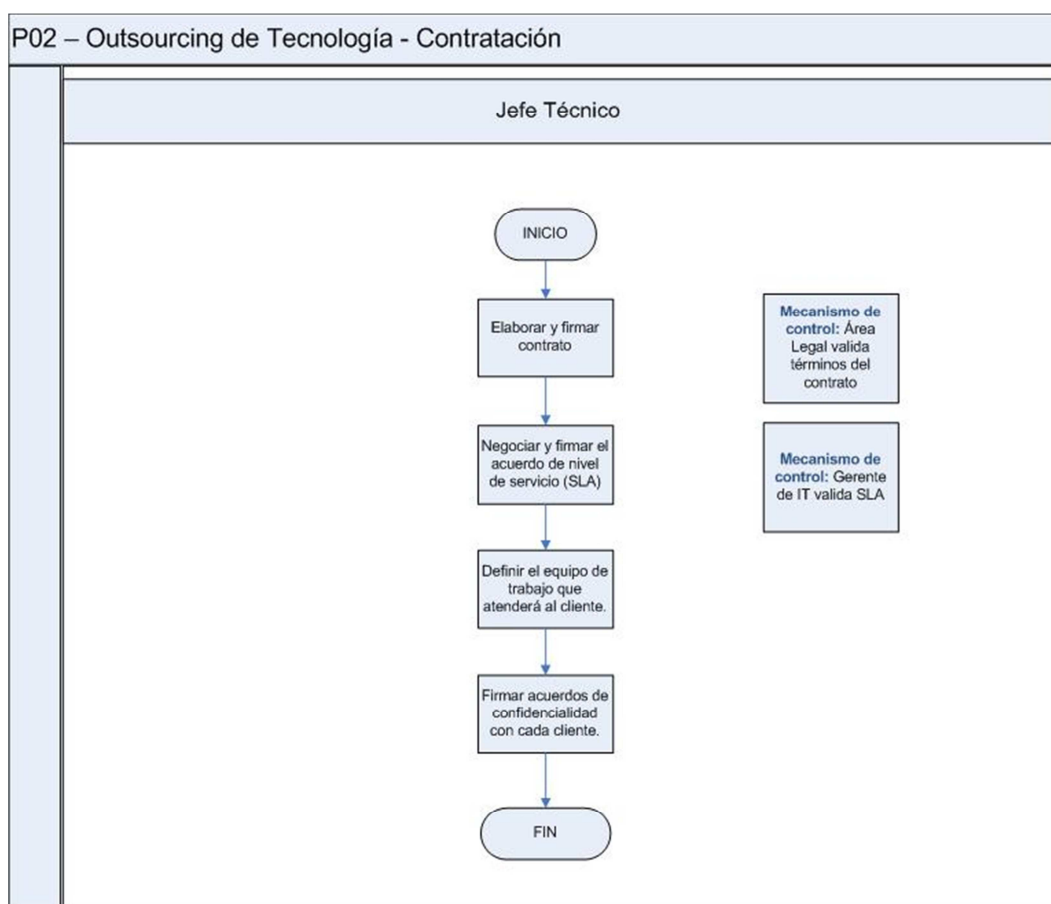 P02 – Outsourcing de Tecnología - Contratación
Jefe Técnico
INICIO
Elaborar y firmar
contrato
Mecanismo de
control: Área
Legal valida
términos del
contrato
Negociar y firmar el
acuerdo de nivel
de servicio (SLA)
Mecanismo de
control: Gerente
de IT valida SLA
Definir el equipo de
trabajo que
atenderá al cliente.
Firmar acuerdos de
confidencialidad
con cada cliente.
FIN